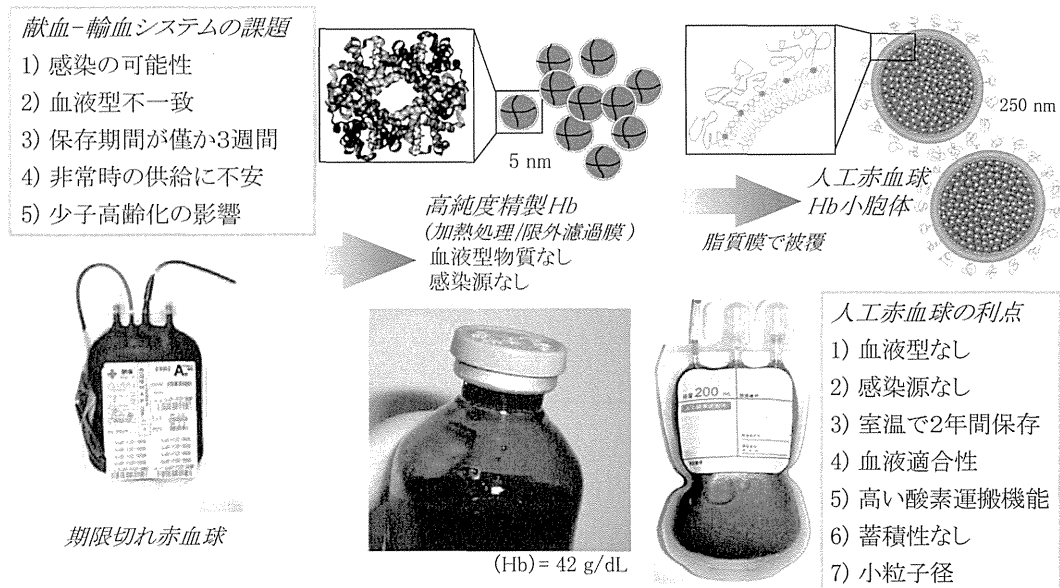 献血-輸血システムの課題
1) 感染の可能性
2) 血液型不一致
3) 保存期間が僅か3週間
4) 非常時の供給に不安
5) 少子高齢化の影響
5 nm
250 nm
高純度精製Hb
(加熱処理/限外濾過膜)
血液型物質なし
感染源なし
人工赤血球
Hb小胞体
脂質膜で被覆
A
200
期限切れ赤血球
(Hb)= 42 g/dL
人工赤血球の利点
1) 血液型なし
2) 感染源なし
3) 室温で2年間保存
4) 血液適合性
5) 高い酸素運搬機能
6) 蓄積性なし
7) 小粒子径